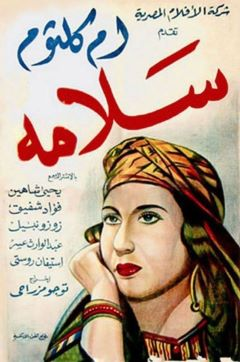 شركة الأفلام المصرية
تقدم
ام كلثوم
سلامه
بالاشتراك مع
يحيى شاهين
فؤاد شفيق
زوزو نبيل
عبد الوارث عسر
استيفان روستي
اخراج
توجو مزراحي